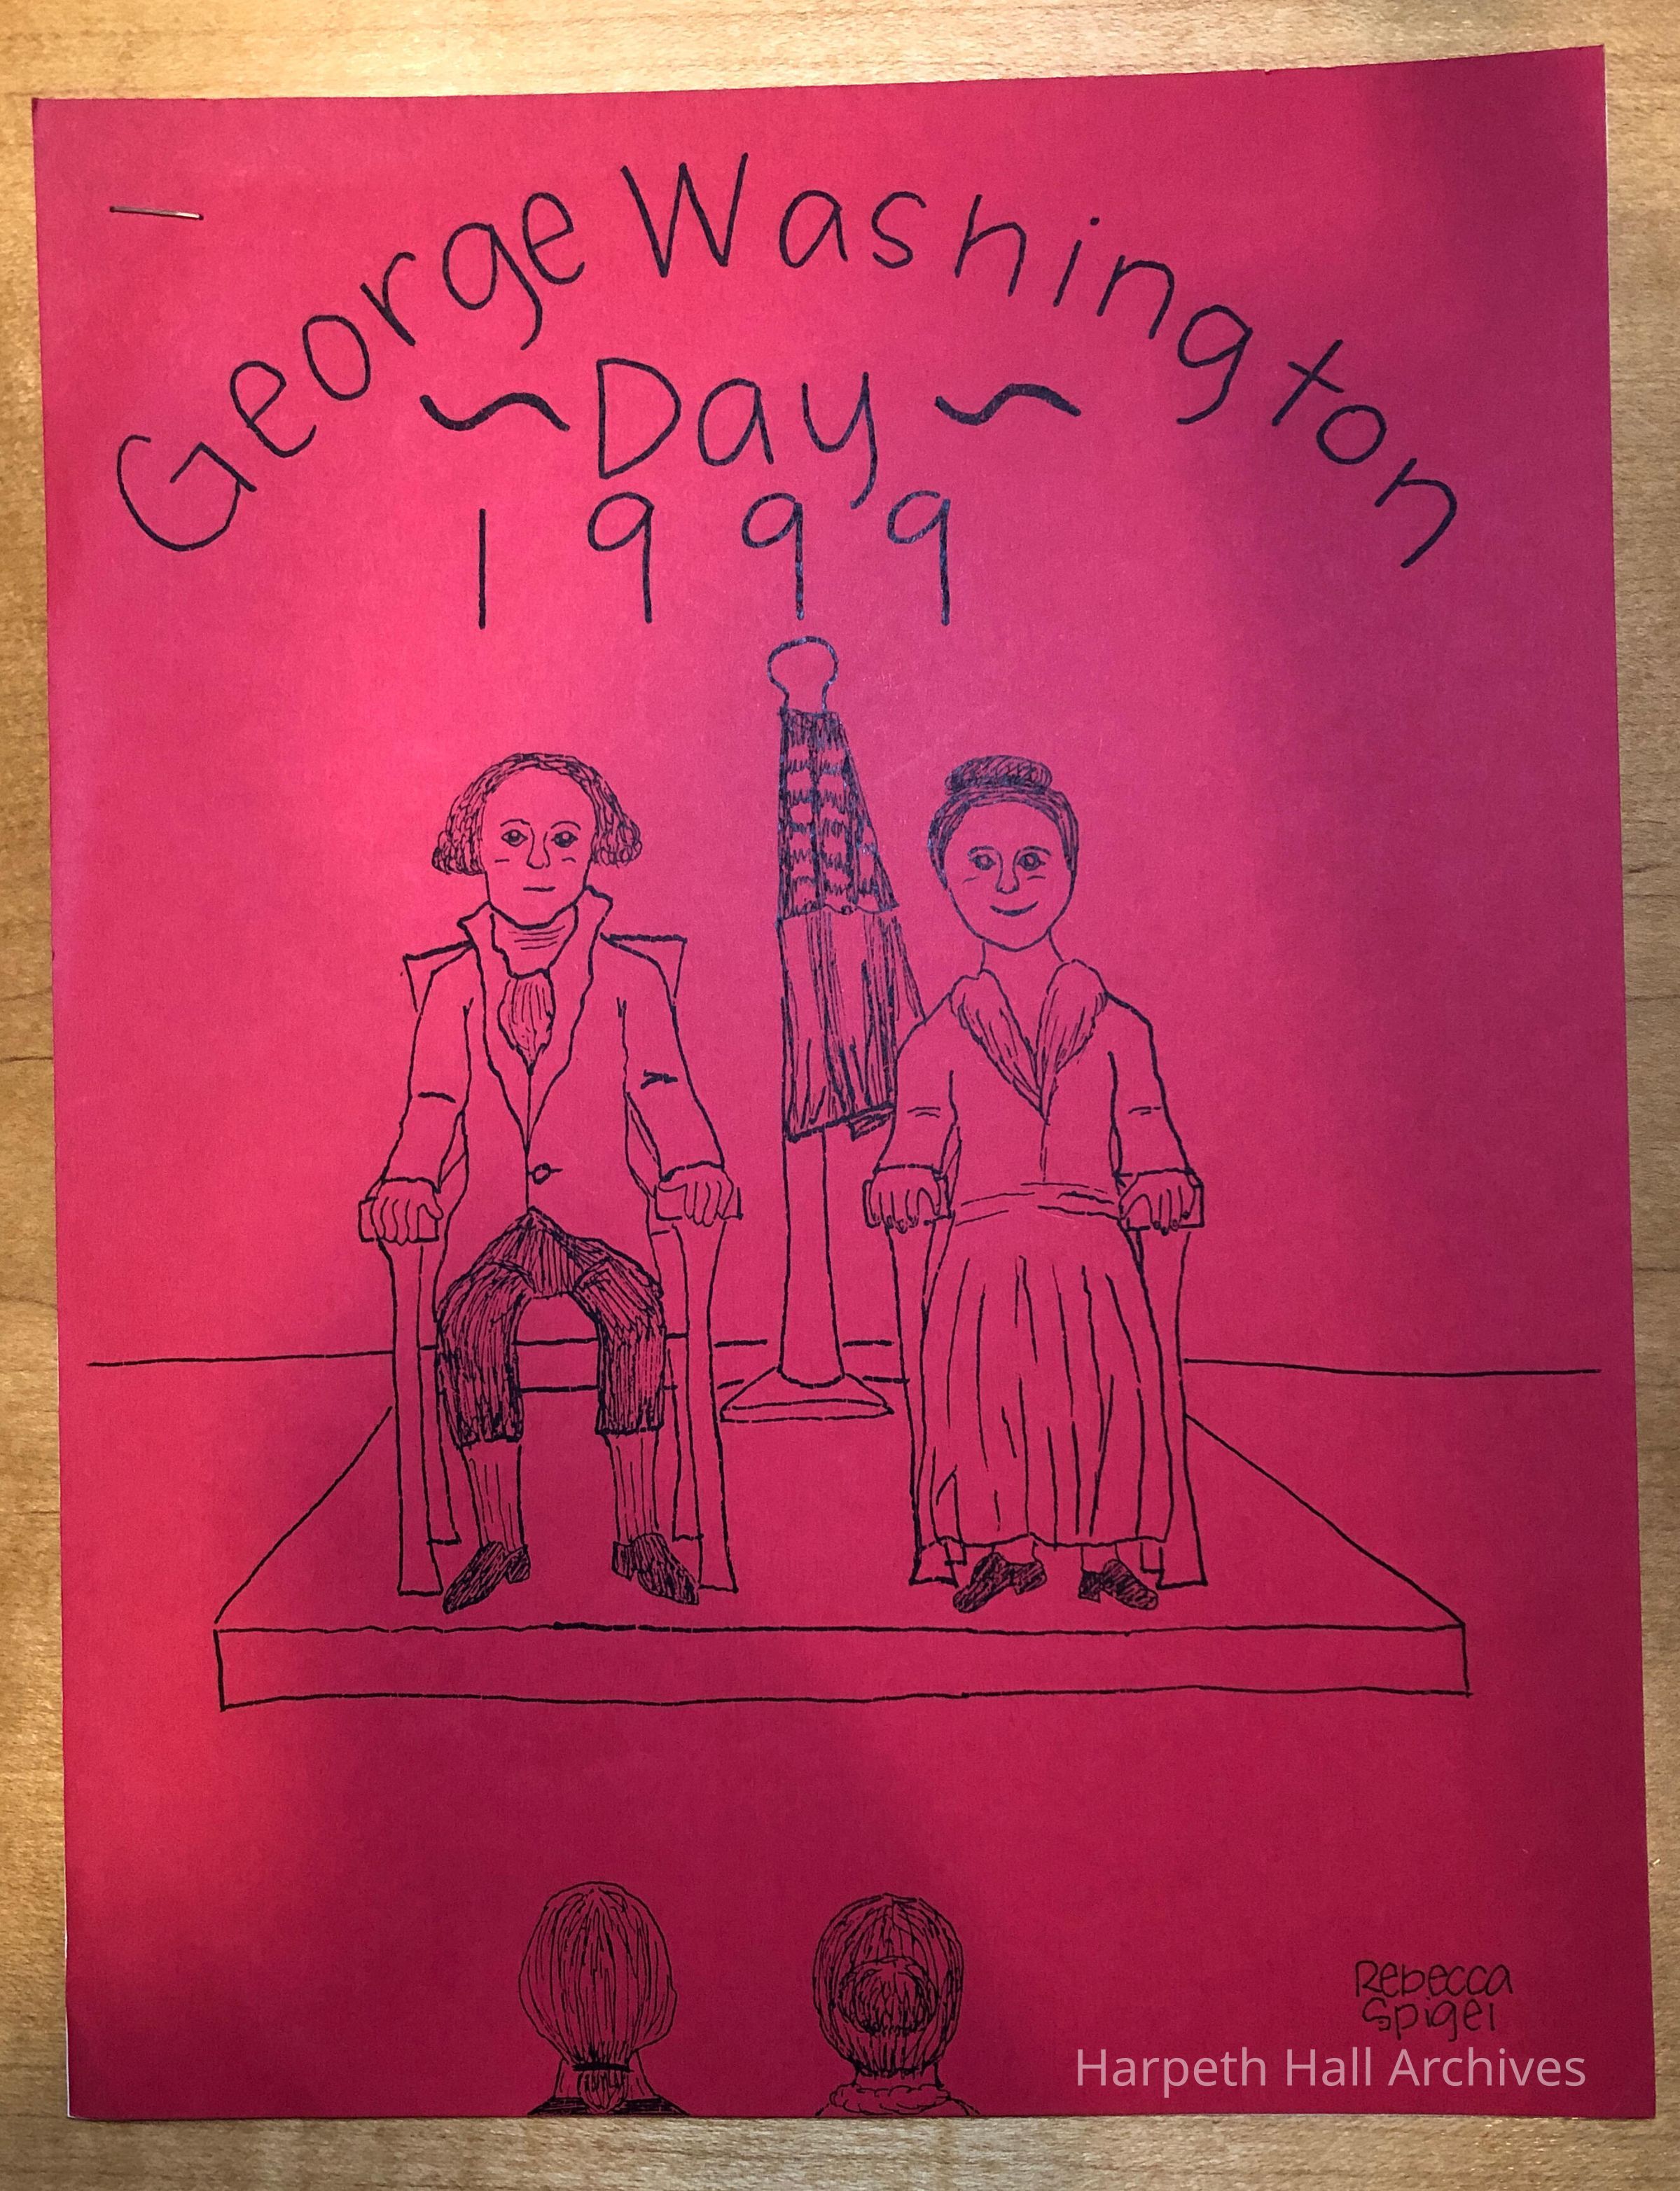 George Washington
~Day~
1999
Rebecca
Spigel
Harpeth Hall Archives